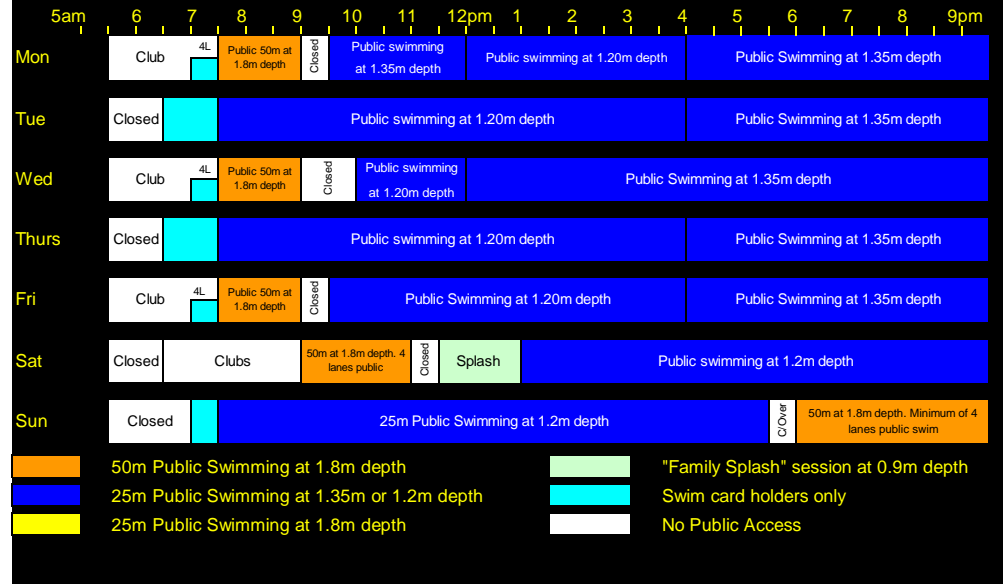 5am 6 7 8 9 10 11 12pm 1 2 3 4 5 6 7 8 9pm
Mon
Club
4L
Public 50m at
1.8m depth
Closed
Public swimming
at 1.35m depth
Public swimming at 1.20m depth
Public Swimming at 1.35m depth
Tue
Closed
Public swimming at 1.20m depth
Public Swimming at 1.35m depth
Wed
Club
4L
Public 50m at
1.8m depth
Closed
Public swimming
at 1.20m depth
Public Swimming at 1.35m depth
Thurs
Closed
Public swimming at 1.20m depth
Public Swimming at 1.35m depth
Fri
Club
4L
Public 50m at
1.8m depth
Closed
Public Swimming at 1.20m depth
Public Swimming at 1.35m depth
Sat
Closed
Clubs
50m at 1.8m depth. 4
lanes public
Closed
Splash
Public swimming at 1.2m depth
Sun
Closed
25m Public Swimming at 1.2m depth
C/Over
50m at 1.8m depth. Minimum of 4
lanes public swim
50m Public Swimming at 1.8m depth
"Family Splash" session at 0.9m depth
25m Public Swimming at 1.35m or 1.2m depth
Swim card holders only
25m Public Swimming at 1.8m depth
No Public Access